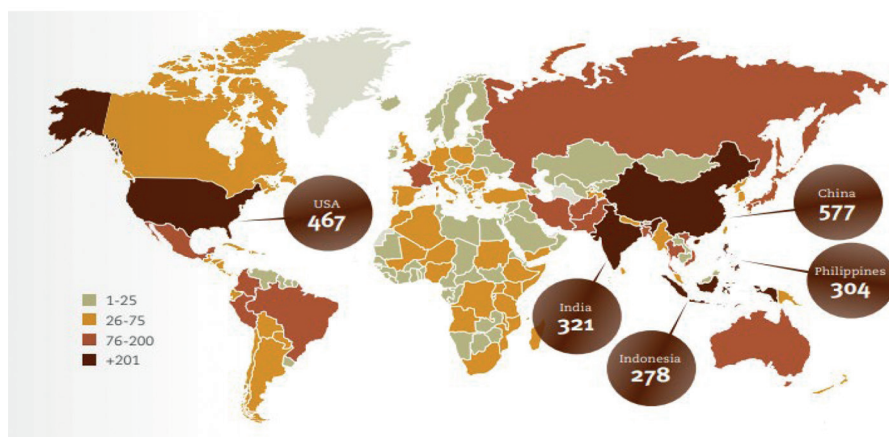 USA
467
China
577
Philippines
304
India
321
Indonesia
278
1-25
26-75
76-200
+201